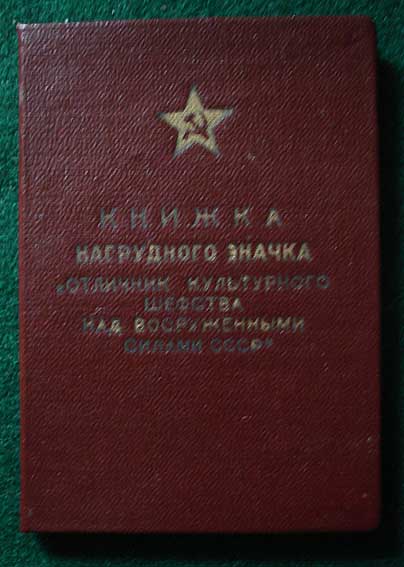 КНИЖКА
НАГРУДНОГО ЗНАЧКА
„ОТЛИЧНИК КУЛЬТУРНОГО
ШЕФСТВА
НАД ВООРУЖЕННЫМИ
СИЛАМИ СССР"